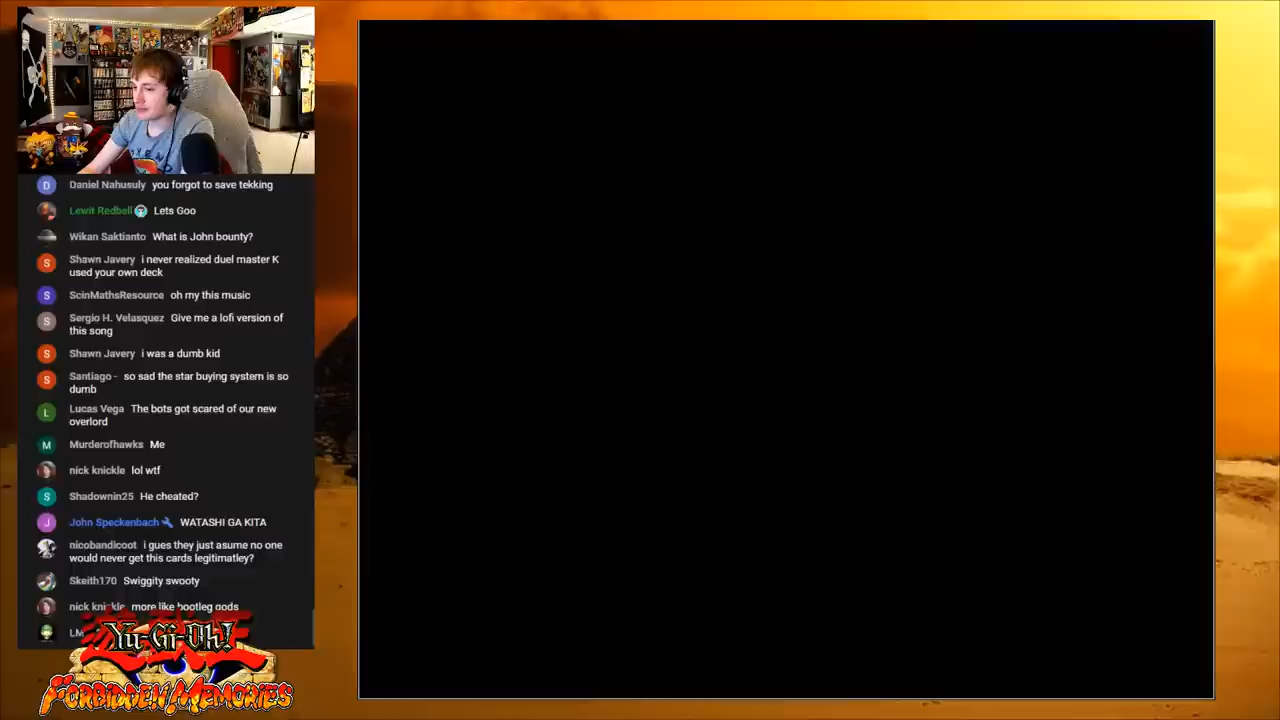 Daniel Nahusuly you forgot to save tekking
Lewit Redbell Lets Goo
Wikan Saktianto What is John bounty?
Shawn Javery i never realized duel master K
used your own deck
ScinMathsResource oh my this music
Sergio H. Velasquez Give me a lofi version of
this song
Shawn Javery i was a dumb kid
Santiago - so sad the star buying system is so
dumb
Lucas Vega The bots got scared of our new
overlord
Murderofhawks Me
nick knickle lol wtf
Shadownin25 He cheated?
John Speckenbach WATASHI GA KITA
nicobandicoot i gues they just asume no one
would never get this cards legitimatley?
Skeith170 Swiggity swooty
nick knickle more like bootleg gods
Yu-Gi-Oh!
FORBIDDEN MEMORIES